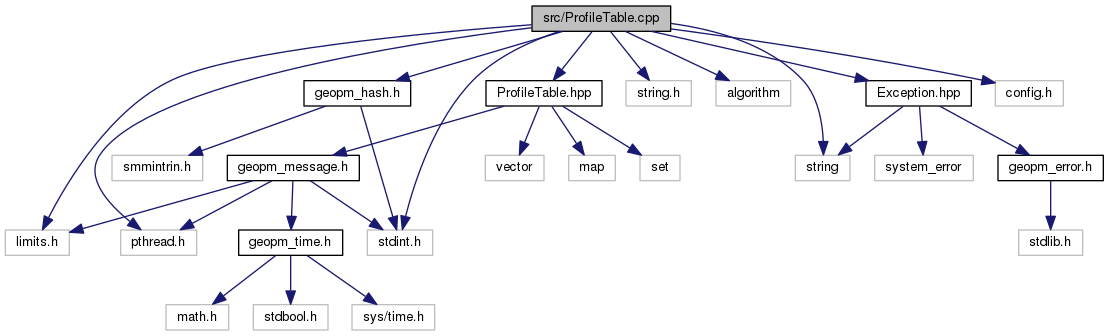 src/ProfileTable.cpp
geopm_hash.h
ProfileTable.hpp
string.h
algorithm
Exception.hpp
config.h
smmintrin.h
geopm_message.h
vector
map
set
string
system_error
geopm_error.h
limits.h
pthread.h
geopm_time.h
stdint.h
stdlib.h
math.h
stdbool.h
sys/time.h